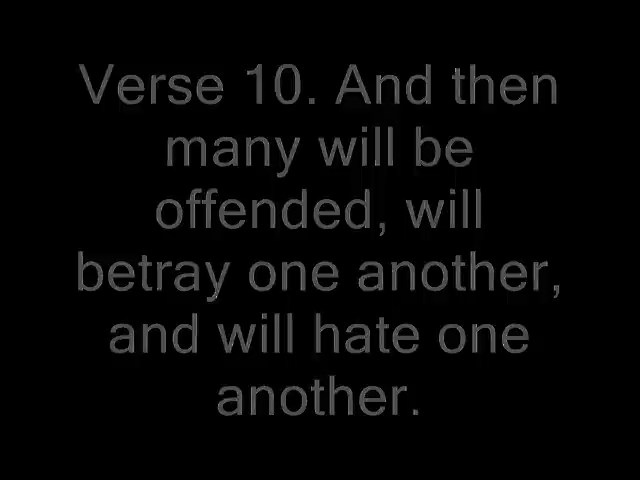 Verse 10. And then
many will be
offended, will
betray one another,
and will hate one
another.